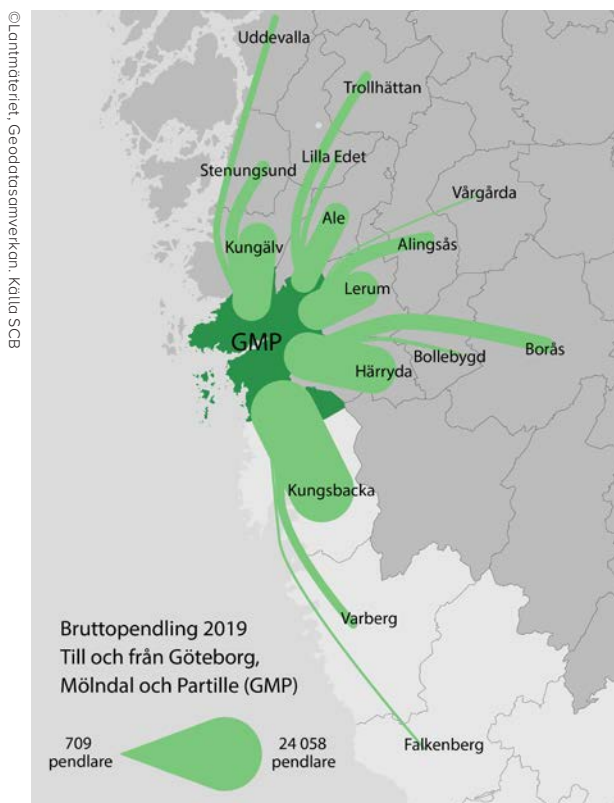 ©Lantmäteriet, Geodatasamverkan. Källa SCB
Uddevalla
Trollhättan
Lilla Edet
Stenungsund
Vårgårda
Ale
Kungälv
Alingsås
Lerum
GMP
Borås
Bollebygd
Härryda
Kungsbacka
Varberg
Bruttopendling 2019
Till och från Göteborg,
Mölndal och Partille (GMP)
Falkenberg
709
pendlare
24 058
pendlare